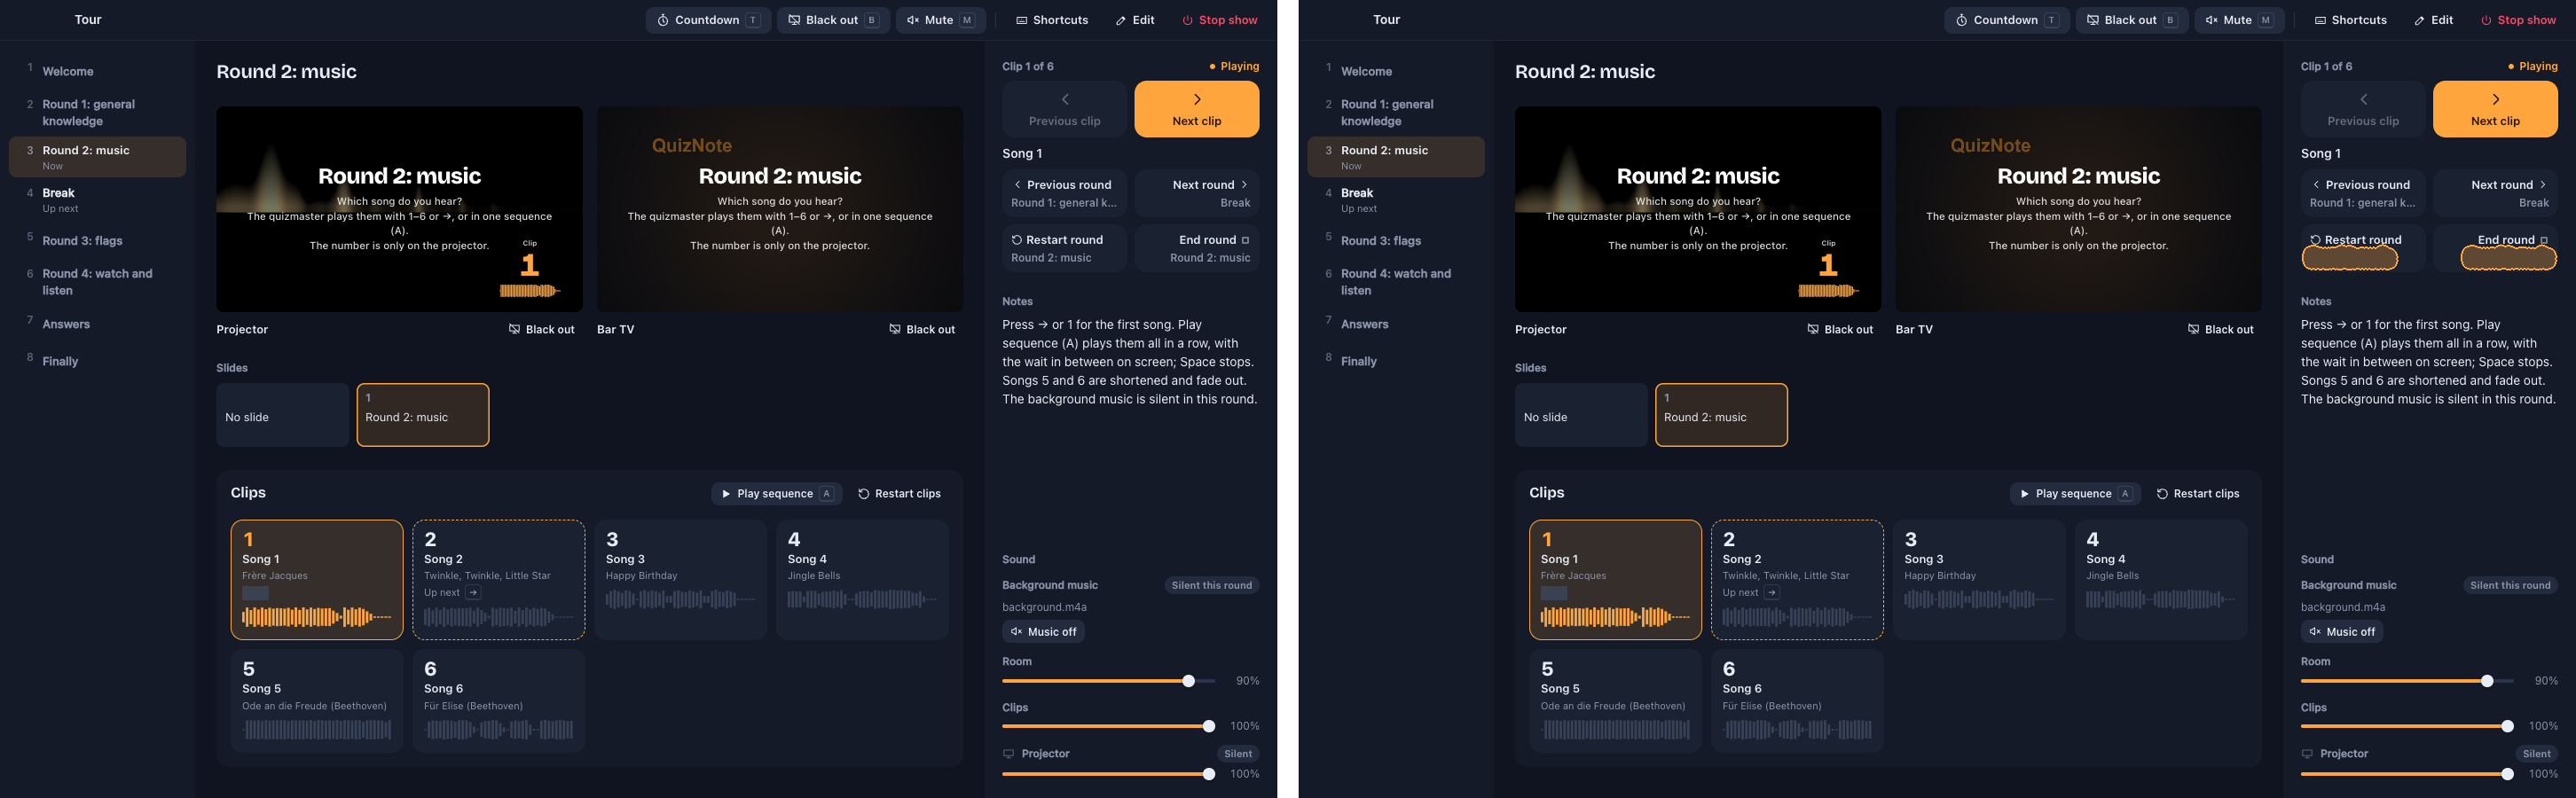 Tour
Countdown T
Black out B
Mute M
Shortcuts
Edit
Stop show
1 Welcome
2 Round 1: general
knowledge
3 Round 2: music
Now
4 Break
Up next
5 Round 3: flags
6 Round 4: watch and
listen
7 Answers
8 Finally
Round 2: music
Round 2: music
Which song do you hear?
The quizmaster plays them with 1–6 or →, or in one sequence
(A).
The number is only on the projector.
Clip
1
QuizNote
Round 2: music
Which song do you hear?
The quizmaster plays them with 1–6 or →, or in one sequence
(A).
The number is only on the projector.
Projector
Black out
Bar TV
Black out
Slides
No slide
1
Round 2: music
Clips
Play sequence A
Restart clips
1
Song 1
Frère Jacques
2
Song 2
Twinkle, Twinkle, Little Star
Up next →
3
Song 3
Happy Birthday
4
Song 4
Jingle Bells
5
Song 5
Ode an die Freude (Beethoven)
6
Song 6
Für Elise (Beethoven)
Clip 1 of 6
Playing
Previous clip
Next clip
Song 1
Previous round
Round 1: general k...
Next round
Break
Restart round
Round 2: music
End round
Round 2: music
Notes
Press → or 1 for the first song. Play
sequence (A) plays them all in a row, with
the wait in between on screen; Space stops.
Songs 5 and 6 are shortened and fade out.
The background music is silent in this round.
Sound
Background music
Silent this round
background.m4a
Music off
Room
90%
Clips
100%
Projector
Silent
100%
Tour
Countdown T
Black out B
Mute M
Shortcuts
Edit
Stop show
1 Welcome
2 Round 1: general
knowledge
3 Round 2: music
Now
4 Break
Up next
5 Round 3: flags
6 Round 4: watch and
listen
7 Answers
8 Finally
Round 2: music
Round 2: music
Which song do you hear?
The quizmaster plays them with 1–6 or →, or in one sequence
(A).
The number is only on the projector.
Clip
1
QuizNote
Round 2: music
Which song do you hear?
The quizmaster plays them with 1–6 or →, or in one sequence
(A).
The number is only on the projector.
Projector
Black out
Bar TV
Black out
Slides
No slide
1
Round 2: music
Clips
Play sequence A
Restart clips
1
Song 1
Frère Jacques
2
Song 2
Twinkle, Twinkle, Little Star
Up next →
3
Song 3
Happy Birthday
4
Song 4
Jingle Bells
5
Song 5
Ode an die Freude (Beethoven)
6
Song 6
Für Elise (Beethoven)
Clip 1 of 6
Playing
Previous clip
Next clip
Song 1
Previous round
Round 1: general k...
Next round
Break
Restart round
End round
Notes
Press → or 1 for the first song. Play
sequence (A) plays them all in a row, with
the wait in between on screen; Space stops.
Songs 5 and 6 are shortened and fade out.
The background music is silent in this round.
Sound
Background music
Silent this round
background.m4a
Music off
Room
90%
Clips
100%
Projector
Silent
100%